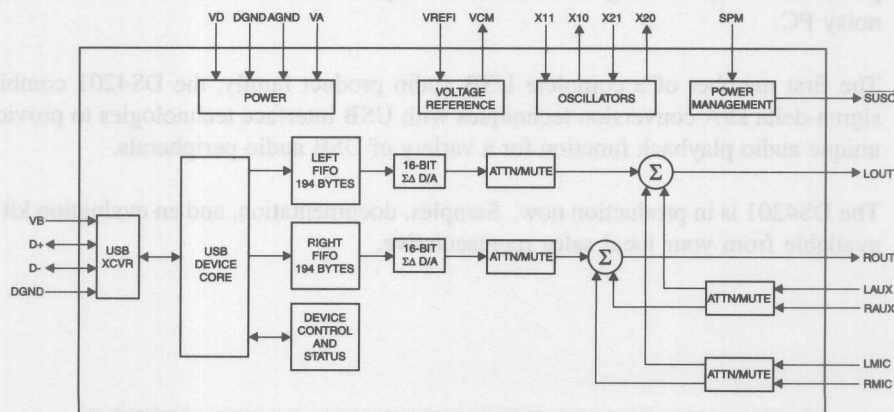 noisy PC.
VD DGND AGND VA VREFI VCM X11 X10 X21 X20 SPM
The first member of a complete USB audio product family, the DS4201 combi
POWER
VOLTAGE
REFERENCE
OSCILLATORS
POWER
MANAGEMENT
SUSO
sigma-delta D/A conversion techniques with USB interface technologies to provi
unique audio playback function for a variety of USB audio peripherals.
LEFT
FIFO
194 BYTES
16-BIT
ΣΔ D/A
ATTN/MUTE
Σ
LOUT
The DS4201 is in production now. Samples, documentation, and an evaluation kit
available from your local sales representative.
VB
D+
D-
DGND
USB
XCVR
USB
DEVICE
CORE
RIGHT
FIFO
194 BYTES
16-BIT
ΣΔ D/A
ATTN/MUTE
Σ
ROUT
DEVICE
CONTROL
AND
STATUS
ATTN/MUTE
LAUX
RAUX
ATTN/MUTE
LMIC
RMIC